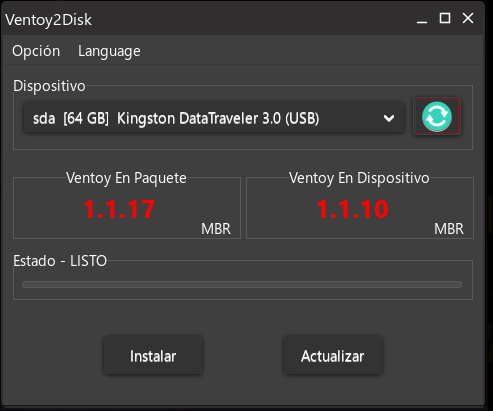 Ventoy2Disk
Opción Language
Dispositivo
sda [64 GB] Kingston DataTraveler 3.0 (USB)
Ventoy En Paquete Ventoy En Dispositivo
1.1.17 1.1.10
MBR MBR
Estado - LISTO
Instalar Actualizar